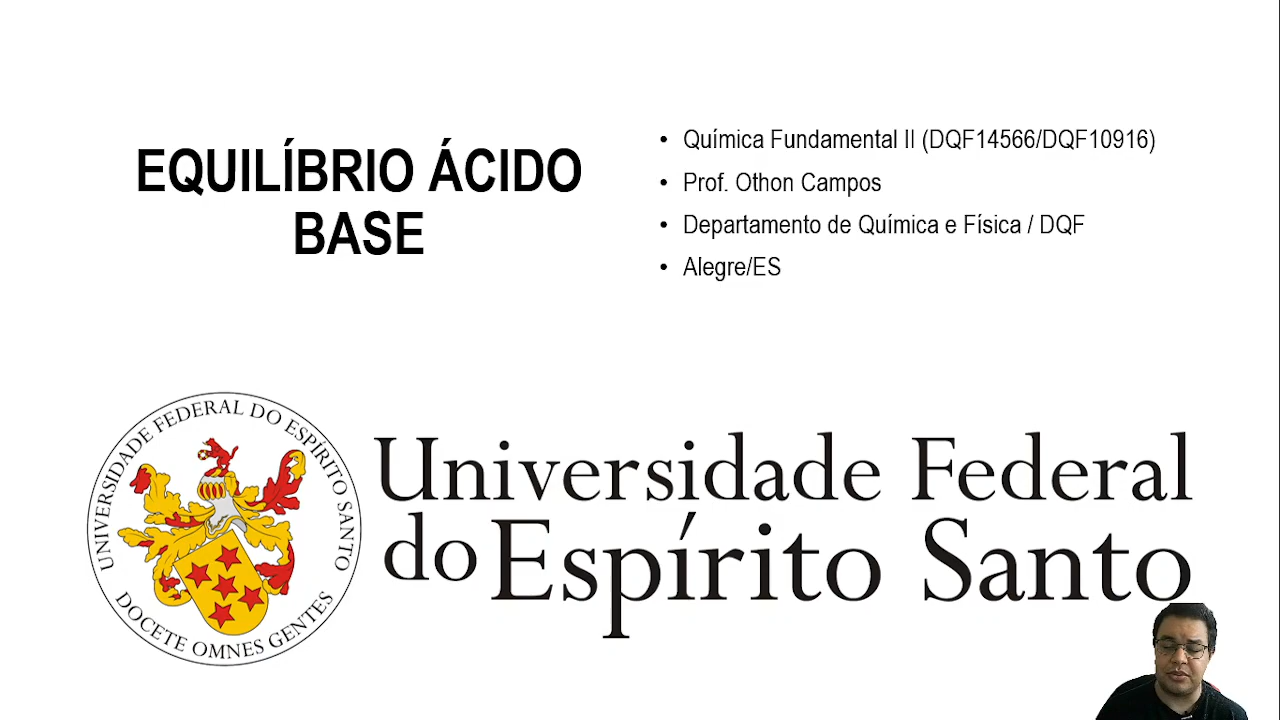 EQUILÍBRIO ÁCIDO
BASE
• Química Fundamental II (DQF14566/DQF10916)
• Prof. Othon Campos
• Departamento de Química e Física / DQF
• Alegre/ES
UNIVERSIDADE FEDERAL DO ESPÍRITO SANTO
DOCETE OMNES GENTES
Universidade Federal
do Espírito Santo